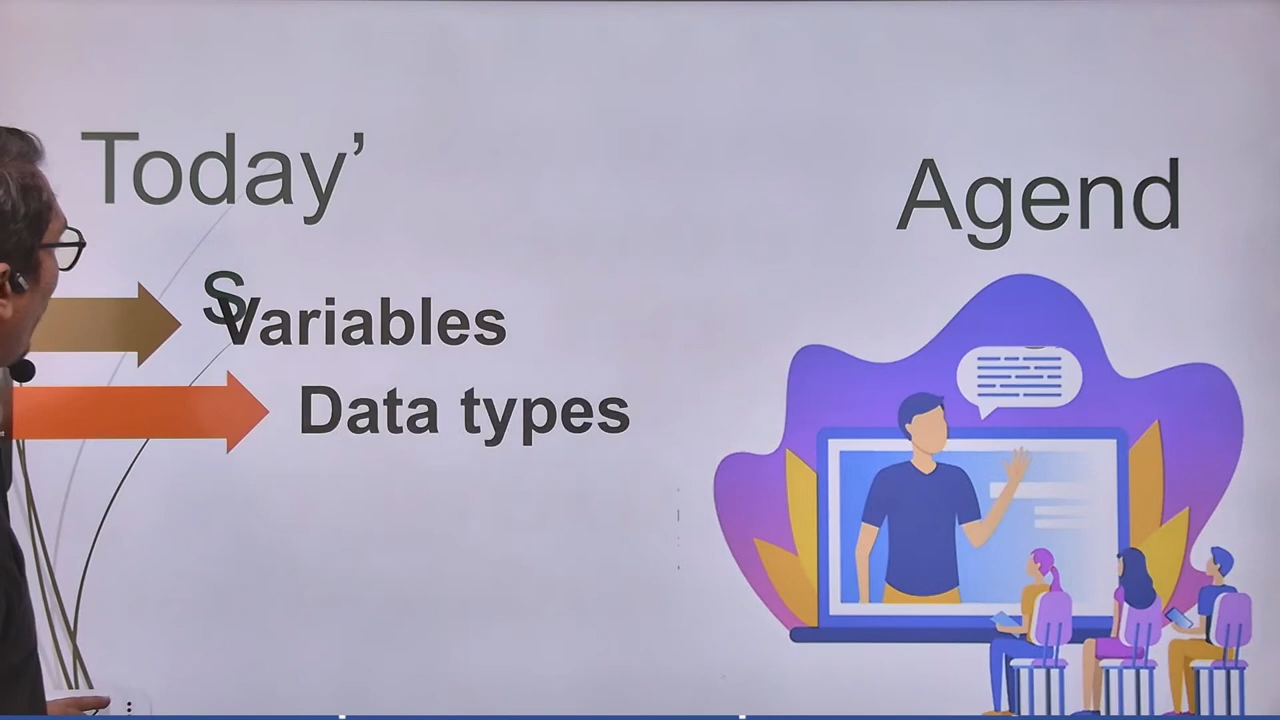 Today’
Agend
s
Variables
Data types